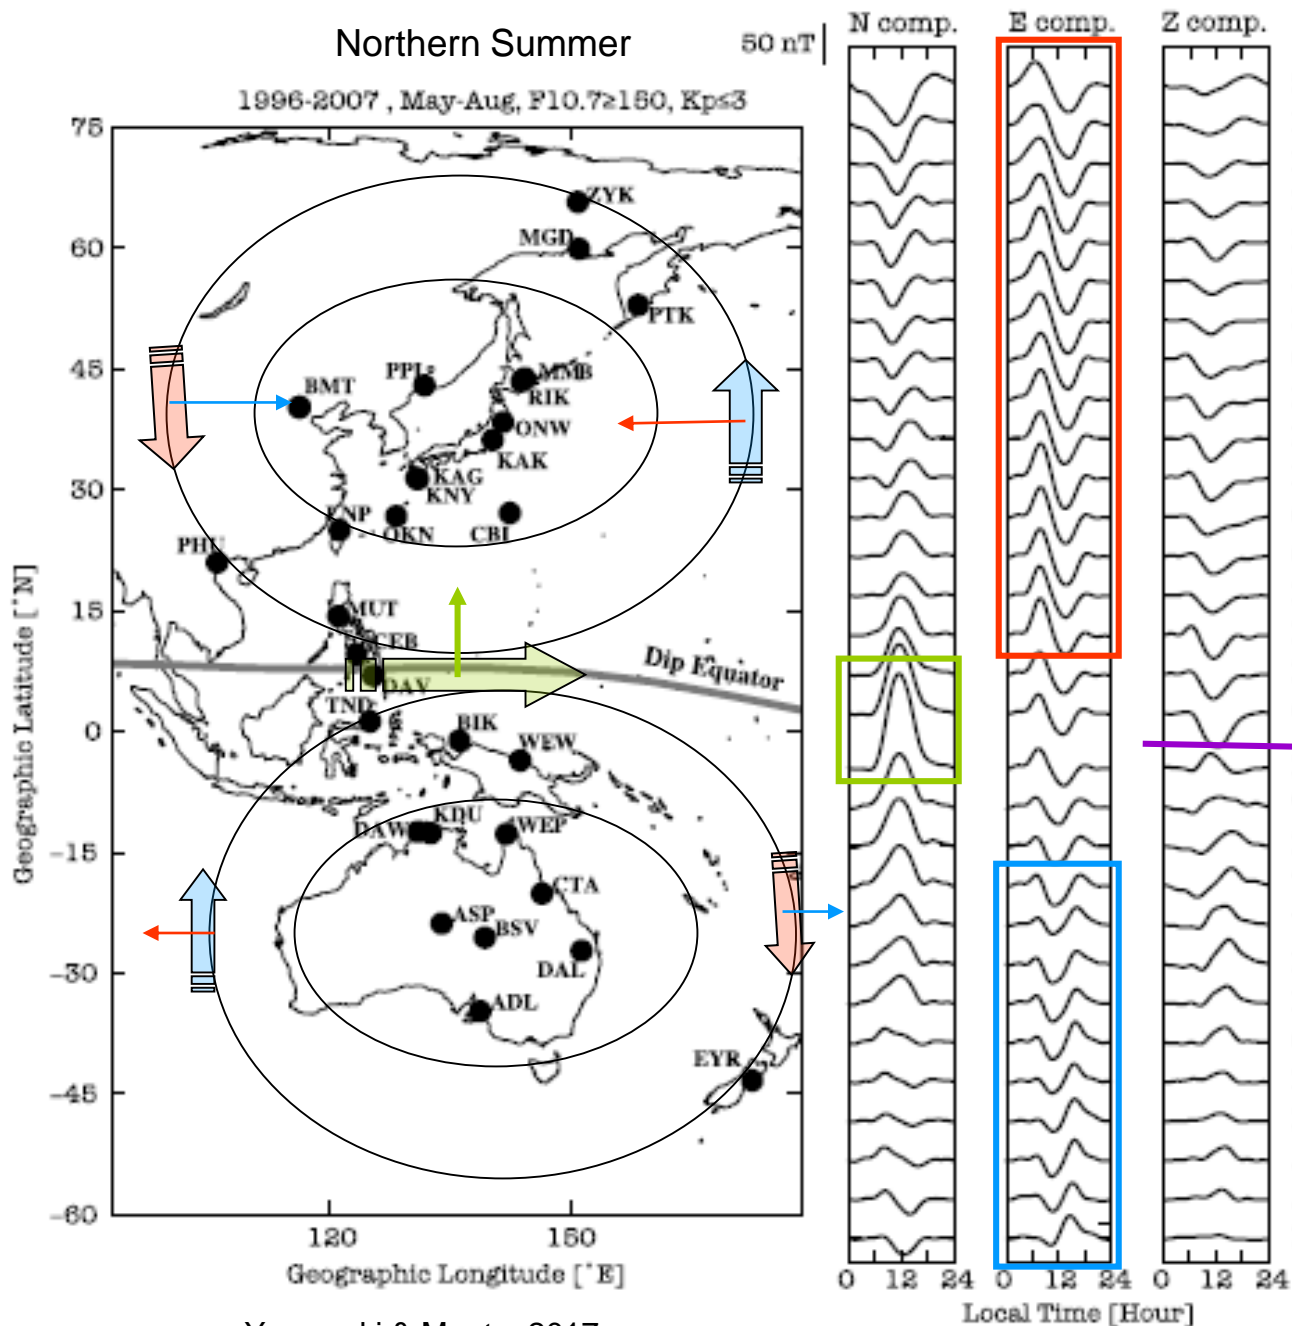 Northern Summer
50 nT
N comp.
E comp.
Z comp.
1996-2007 , May-Aug, F10.7≥150, Kp≤3
75
60
45
30
15
0
-15
-30
-45
-60
Geographic Latitude [°N]
ZYK
MGD
PTK
PPI
MMB
RIK
BMT
ONW
KAK
KAG
KNY
LNP
OKN
CBI
PHU
MUT
CEB
Dip Equator
DAV
TND
BIK
WEW
KDU
DAW
WEP
CTA
ASP
BSV
DAL
ADL
EYR
120
150
Geographic Longitude [°E]
0 12 24
0 12 24
0 12 24
Local Time [Hour]
2017